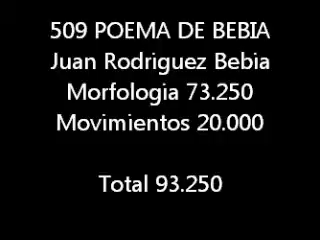 509 POEMA DE BEBIA
Juan Rodriguez Bebia
Morfologia 73.250
Movimientos 20.000
Total 93.250